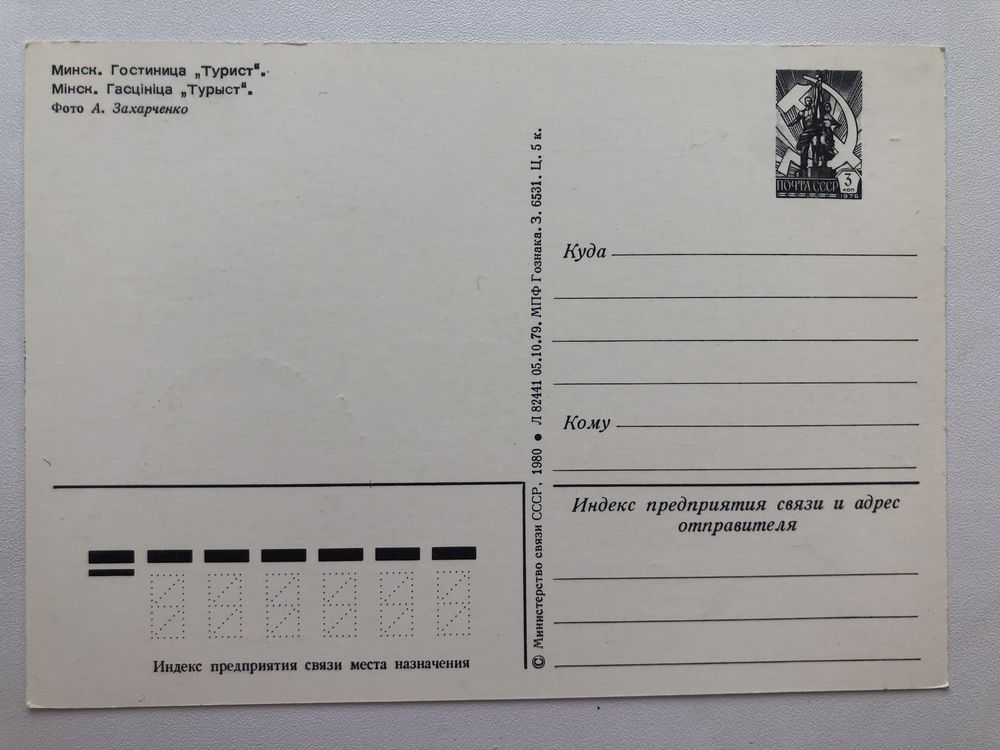 Минск. Гостиница „Турист“.
Мінск. Гасцініца „Турыст“.
Фото А. Захарченко
ПОЧТА СССР 3 коп
1976
© Министерство связи СССР, 1980 ● Л 82441 05.10.79. МПФ Гознака. З. 6531. Ц. 5 к.
Куда
Кому
Индекс предприятия связи и адрес
отправителя
Индекс предприятия связи места назначения